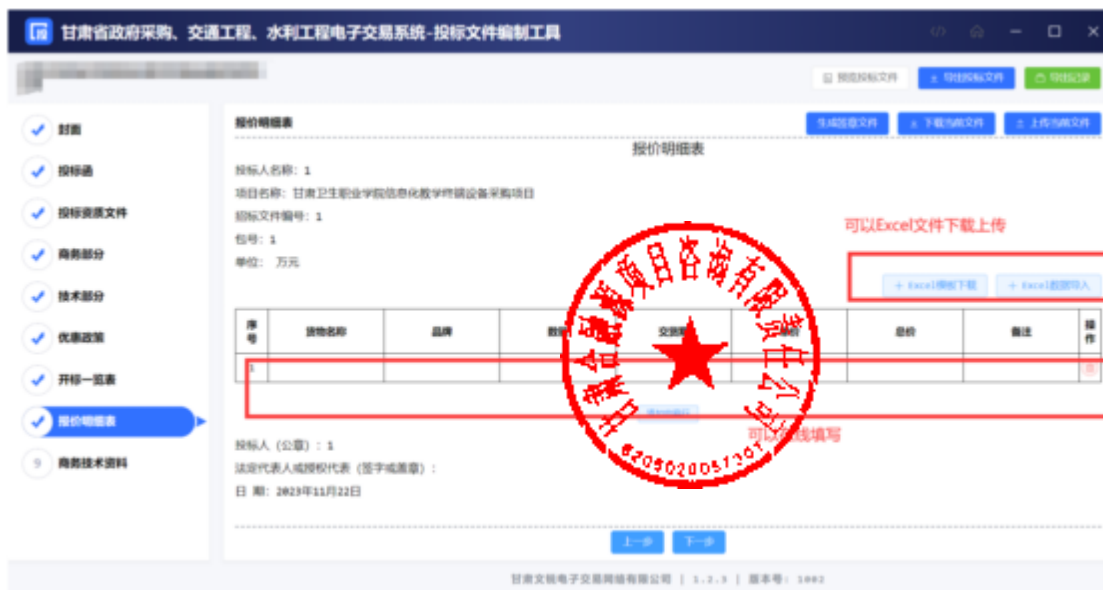 甘肃省政府采购、交通工程、水利工程电子交易系统-投标文件编制工具
预览投标文件
导出投标文件
导出记录
封面
投标函
投标资质文件
商务部分
技术部分
优惠政策
开标一览表
报价明细表
9 商务技术资料
报价明细表
生成签章文件
下载当前文件
上传当前文件
报价明细表
投标人名称: 1
项目名称: 甘肃卫生职业学院信息化教学终端设备采购项目
招标文件编号: 1
包号: 1
单位: 万元
可以Excel文件下载上传
+ Excel模板下载
+ Excel数据导入
序号 货物名称 品牌 交货期 总价 备注 操作
1
可以在线填写
投标人（公章）: 1
法定代表人或授权代表（签字或盖章）:
日 期: 2023年11月22日
上一步
下一步
甘肃文锐电子交易网络有限公司 | 1.2.3 | 版本号: 1002